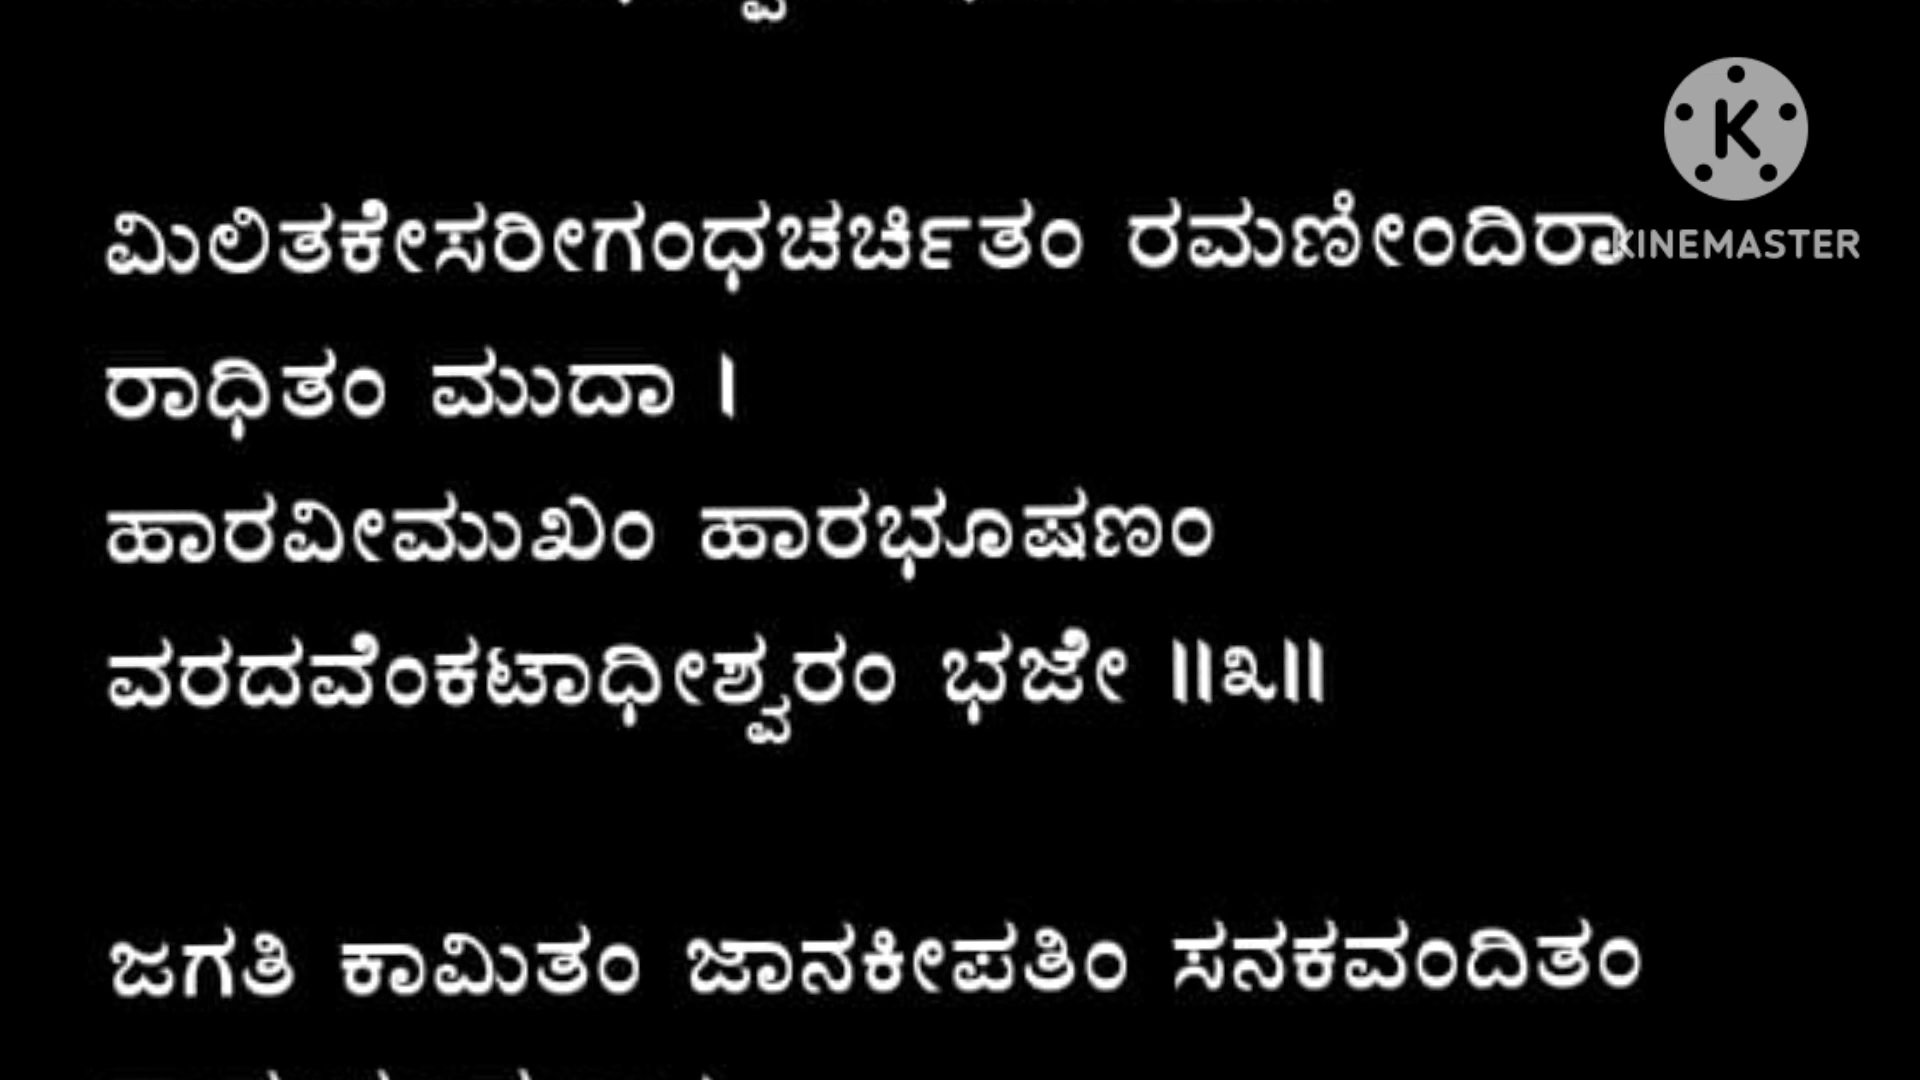 ಮಿಲಿತಕೇಸರೀಗಂಧಚರ್ಚಿತಂ ರಮಣೀಂದಿರಾ
KINEMASTER
ರಾಧಿತಂ ಮುದಾ ।
ಹಾರವೀಮುಖಂ ಹಾರಭೂಷಣಂ
ವರದವೆಂಕಟಾಧೀಶ್ವರಂ ಭಜೇ ॥೩॥
ಜಗತಿ ಕಾಮಿತಂ ಜಾನಕೀಪತಿಂ ಸನಕವಂದಿತಂ